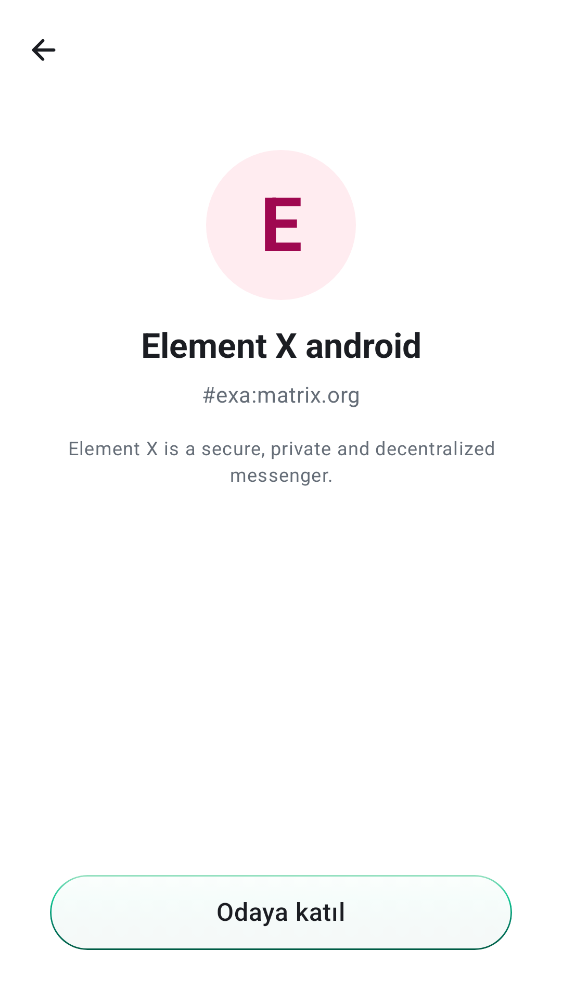 E
Element X android
#exa:matrix.org
Element X is a secure, private and decentralized
messenger.
Odaya katıl